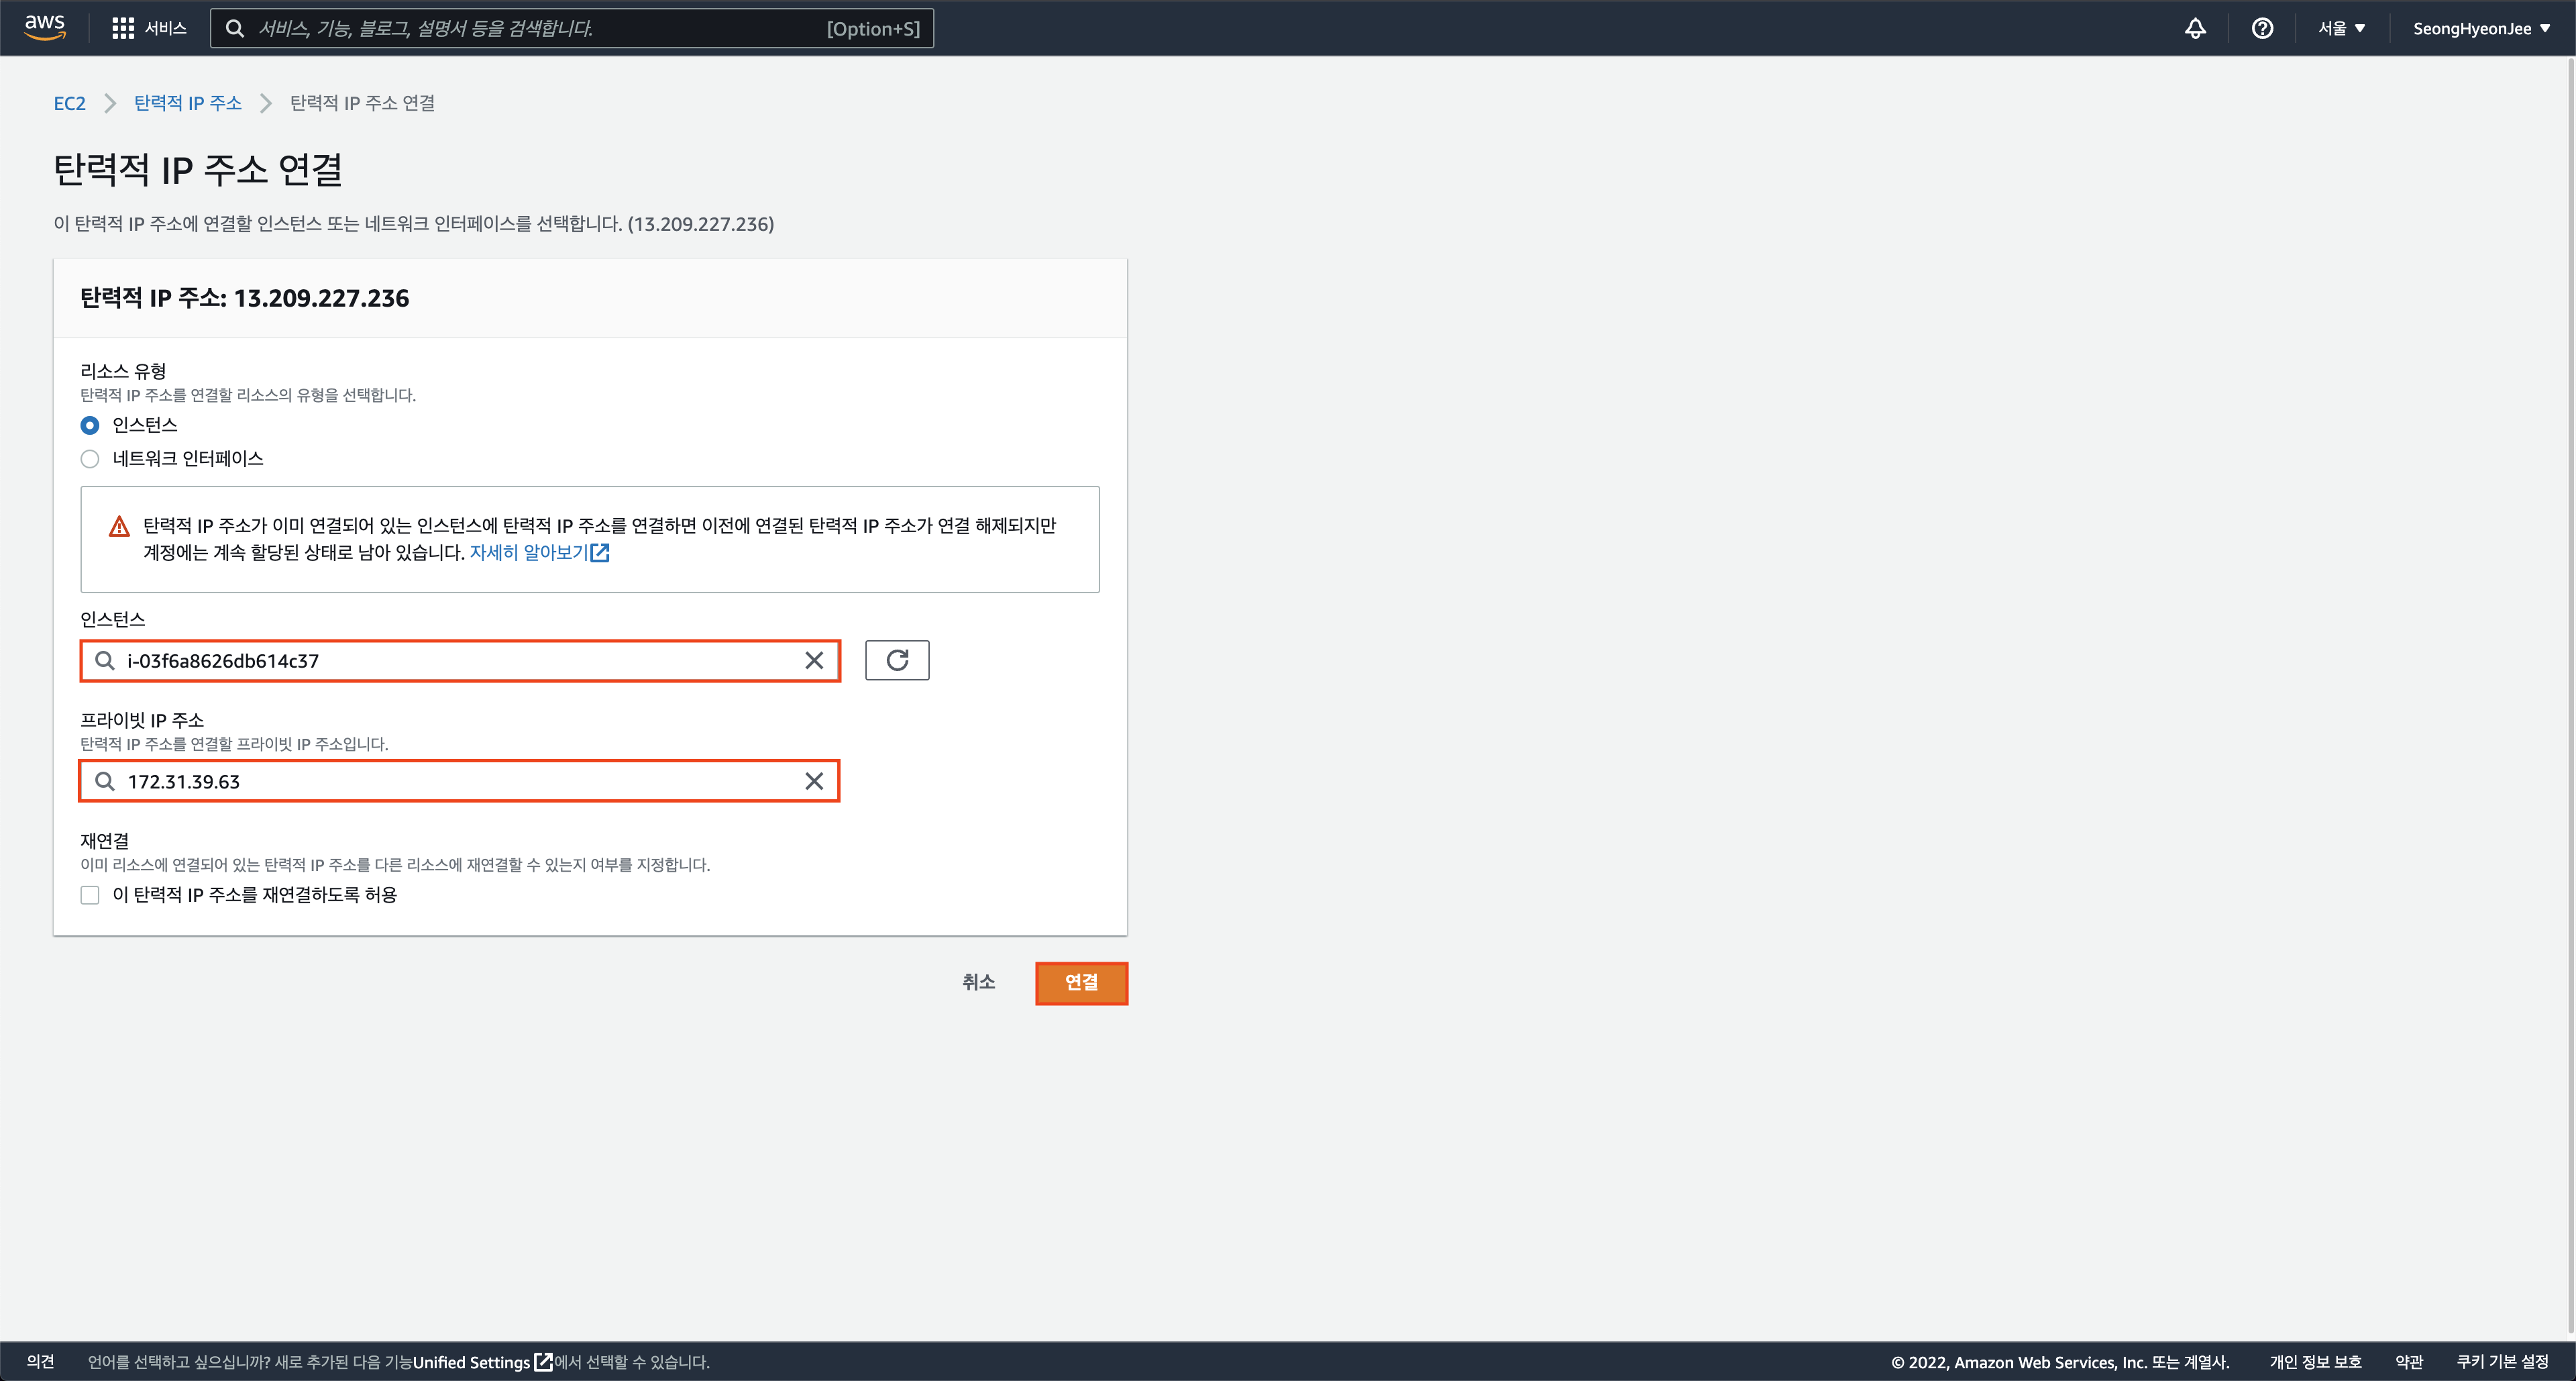 aws
서비스
서비스, 기능, 블로그, 설명서 등을 검색합니다.
[Option+S]
서울
SeongHyeonJee
EC2
탄력적 IP 주소
탄력적 IP 주소 연결
탄력적 IP 주소 연결
이 탄력적 IP 주소에 연결할 인스턴스 또는 네트워크 인터페이스를 선택합니다. (13.209.227.236)
탄력적 IP 주소: 13.209.227.236
리소스 유형
탄력적 IP 주소를 연결할 리소스의 유형을 선택합니다.
인스턴스
네트워크 인터페이스
탄력적 IP 주소가 이미 연결되어 있는 인스턴스에 탄력적 IP 주소를 연결하면 이전에 연결된 탄력적 IP 주소가 연결 해제되지만
계정에는 계속 할당된 상태로 남아 있습니다. 자세히 알아보기
인스턴스
i-03f6a8626db614c37
프라이빗 IP 주소
탄력적 IP 주소를 연결할 프라이빗 IP 주소입니다.
172.31.39.63
재연결
이미 리소스에 연결되어 있는 탄력적 IP 주소를 다른 리소스에 재연결할 수 있는지 여부를 지정합니다.
이 탄력적 IP 주소를 재연결하도록 허용
취소
연결
의견
언어를 선택하고 싶으십니까? 새로 추가된 다음 기능Unified Settings에서 선택할 수 있습니다.
© 2022, Amazon Web Services, Inc. 또는 계열사.
개인 정보 보호
약관
쿠키 기본 설정